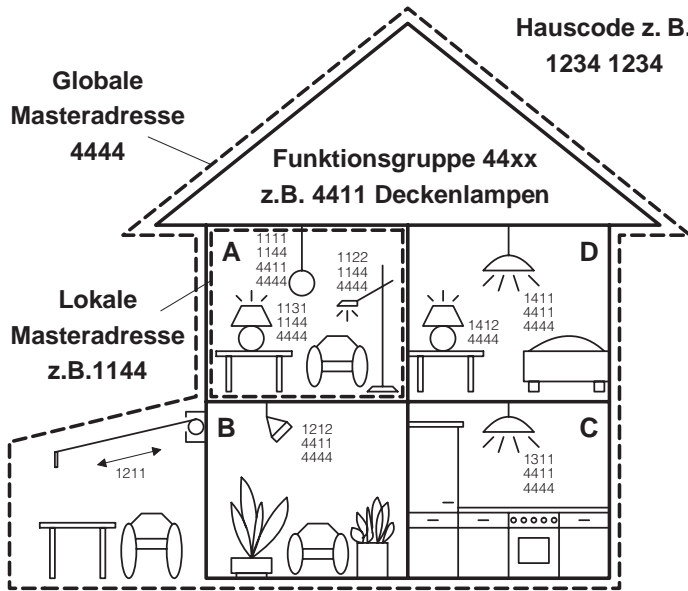 Hauscode z. B.
1234 1234
Globale
Masteradresse
4444
Funktionsgruppe 44xx
z.B. 4411 Deckenlampen
Lokale
Masteradresse
z.B.1144
A
1111
1144
4411
4444
1122
1144
4444
1131
1144
4444
D
1411
4411
4444
1412
4444
B
1212
4411
4444
1211
C
1311
4411
4444